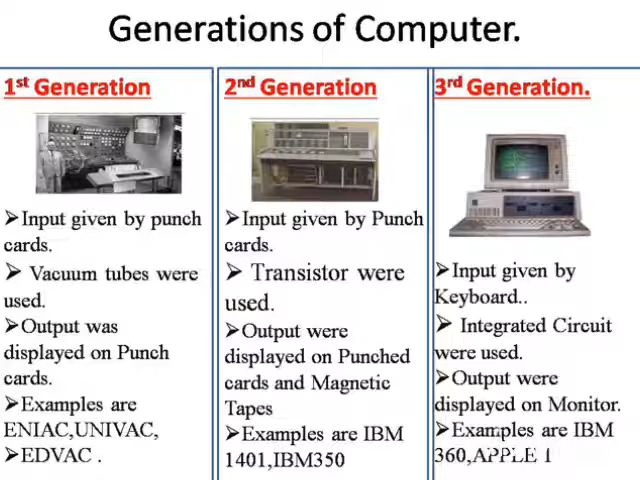 Generations of Computer.
1st Generation
➢Input given by punch
cards.
➢ Vacuum tubes were
used.
➢Output was
displayed on Punch
cards.
➢Examples are
ENIAC,UNIVAC,
➢EDVAC .
2nd Generation
➢Input given by Punch
cards.
➢ Transistor were
used.
➢Output were
displayed on Punched
cards and Magnetic
Tapes
➢Examples are IBM
1401,IBM350
3rd Generation.
➢Input given by
Keyboard..
➢ Integrated Circuit
were used.
➢Output were
displayed on Monitor.
➢Examples are IBM
360,APPLE 1